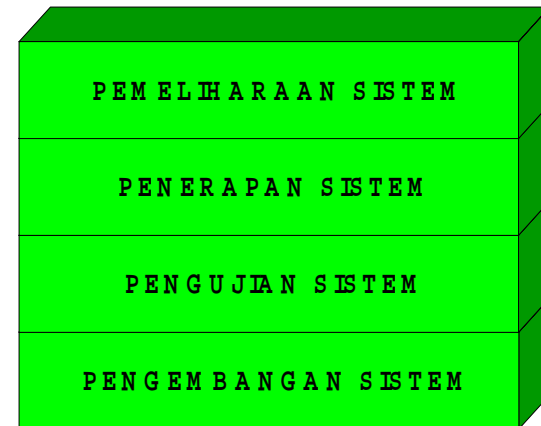 PEMELIHARAAN SISTEM
PENERAPAN SISTEM
PENGUJIAN SISTEM
PENGEMBANGAN SISTEM